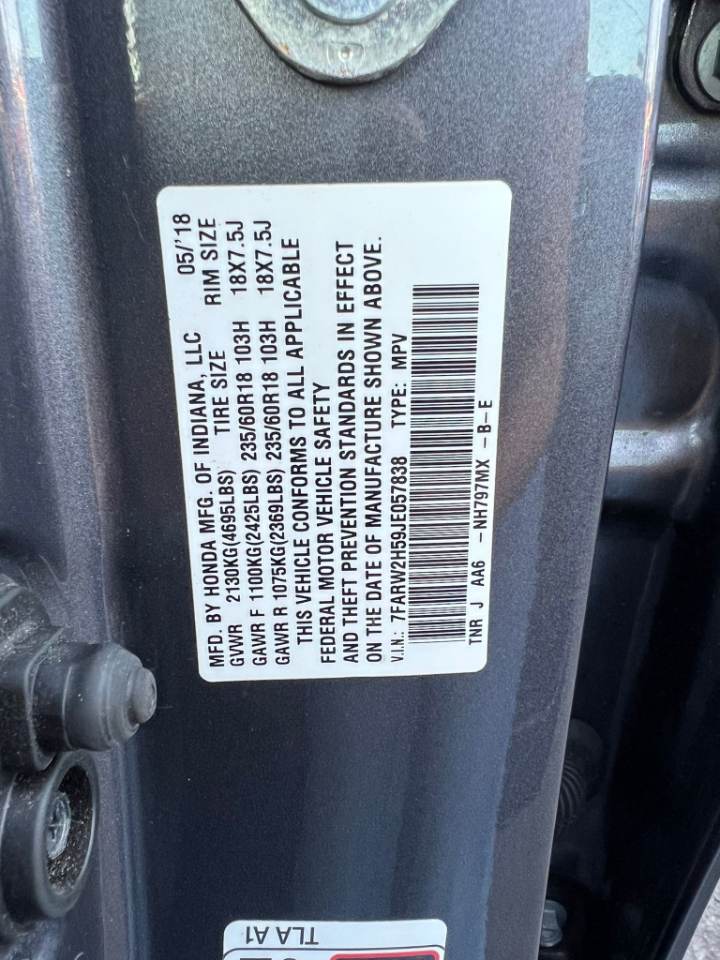 MFD. BY HONDA MFG. OF INDIANA, LLC 05/'18
GVWR 2130KG(4695LBS) TIRE SIZE RIM SIZE
GAWR F 1100KG(2425LBS) 235/60R18 103H 18X7.5J
GAWR R 1075KG(2369LBS) 235/60R18 103H 18X7.5J
THIS VEHICLE CONFORMS TO ALL APPLICABLE
FEDERAL MOTOR VEHICLE SAFETY
AND THEFT PREVENTION STANDARDS IN EFFECT
ON THE DATE OF MANUFACTURE SHOWN ABOVE.
V.I.N.: 7FARW2H59JE057838 TYPE: MPV
TNR J AA6 -NH797MX -B-E
TLA A1